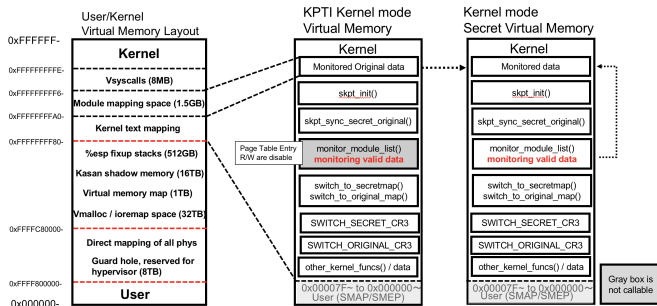 User/Kernel
Virtual Memory Layout
0xFFFFFF-
Kernel
0xFFFFFFFFFE-
Vsyscalls (8MB)
0xFFFFFFFFF6-
Module mapping space (1.5GB)
0xFFFFFFFFA0-
Kernel text mapping
0xFFFFFFFF80-
%esp fixup stacks (512GB)
Kasan shadow memory (16TB)
Virtual memory map (1TB)
Vmalloc / ioremap space (32TB)
0xFFFFC80000-
Direct mapping of all phys
Guard hole, reserved for
hypervisor (8TB)
0xFFFF800000-
User
0x000000-
KPTI Kernel mode
Virtual Memory
Kernel
Monitored Original data
skpt_init()
skpt_sync_secret_original()
Page Table Entry
R/W are disable
monitor_module_list()
monitoring valid data
switch_to_secretmap()
switch_to_original_map()
SWITCH_SECRET_CR3
SWITCH_ORIGINAL_CR3
other_kernel_funcs() / data
0x00007F~ to 0x000000~
User (SMAP/SMEP)
Kernel mode
Secret Virtual Memory
Kernel
Monitored data
skpt_init()
skpt_sync_secret_original()
monitor_module_list()
monitoring valid data
switch_to_secretmap()
switch_to_original_map()
SWITCH_SECRET_CR3
SWITCH_ORIGINAL_CR3
other_kernel_funcs() / data
0x00007F~ to 0x000000~
User (SMAP/SMEP)
Gray box is
not callable